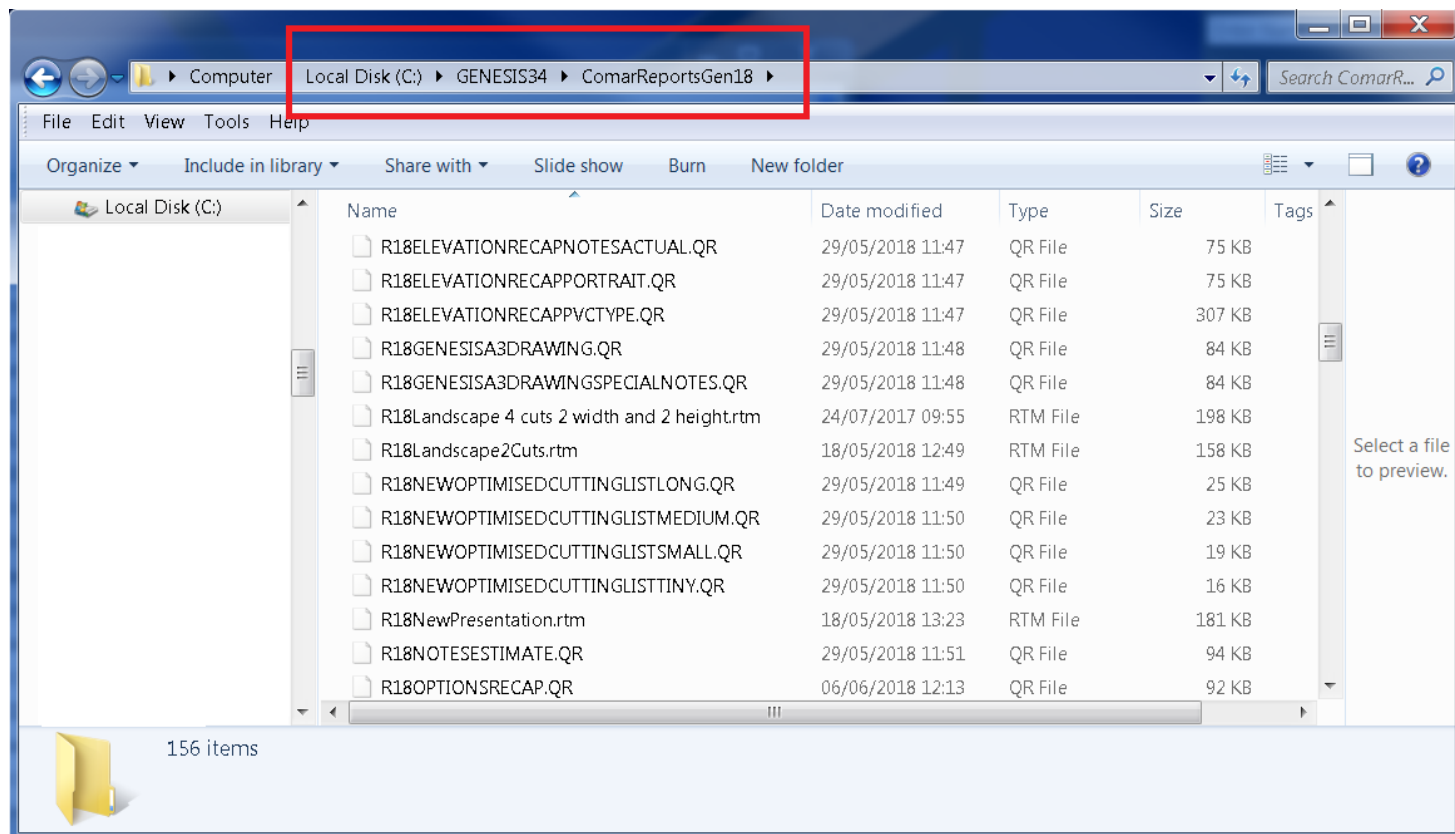 Computer Local Disk (C:) GENESIS34 ComarReportsGen18 Search ComarR...
File Edit View Tools Help
Organize Include in library Share with Slide show Burn New folder
Local Disk (C:)
Name Date modified Type Size Tags
R18ELEVATIONRECAPNOTESACTUAL.QR 29/05/2018 11:47 QR File 75 KB
R18ELEVATIONRECAPPORTRAIT.QR 29/05/2018 11:47 QR File 75 KB
R18ELEVATIONRECAPPVCTYPE.QR 29/05/2018 11:47 QR File 307 KB
R18GENESISA3DRAWING.QR 29/05/2018 11:48 QR File 84 KB
R18GENESISA3DRAWINGSPECIALNOTES.QR 29/05/2018 11:48 QR File 84 KB
R18Landscape 4 cuts 2 width and 2 height.rtm 24/07/2017 09:55 RTM File 198 KB
R18Landscape2Cuts.rtm 18/05/2018 12:49 RTM File 158 KB
R18NEWOPTIMISEDCUTTINGLISTLONG.QR 29/05/2018 11:49 QR File 25 KB
R18NEWOPTIMISEDCUTTINGLISTMEDIUM.QR 29/05/2018 11:50 QR File 23 KB
R18NEWOPTIMISEDCUTTINGLISTSMALL.QR 29/05/2018 11:50 QR File 19 KB
R18NEWOPTIMISEDCUTTINGLISTTINY.QR 29/05/2018 11:50 QR File 16 KB
R18NewPresentation.rtm 18/05/2018 13:23 RTM File 181 KB
R18NOTESESTIMATE.QR 29/05/2018 11:51 QR File 94 KB
R18OPTIONSRECAP.QR 06/06/2018 12:13 QR File 92 KB
Select a file
to preview.
156 items